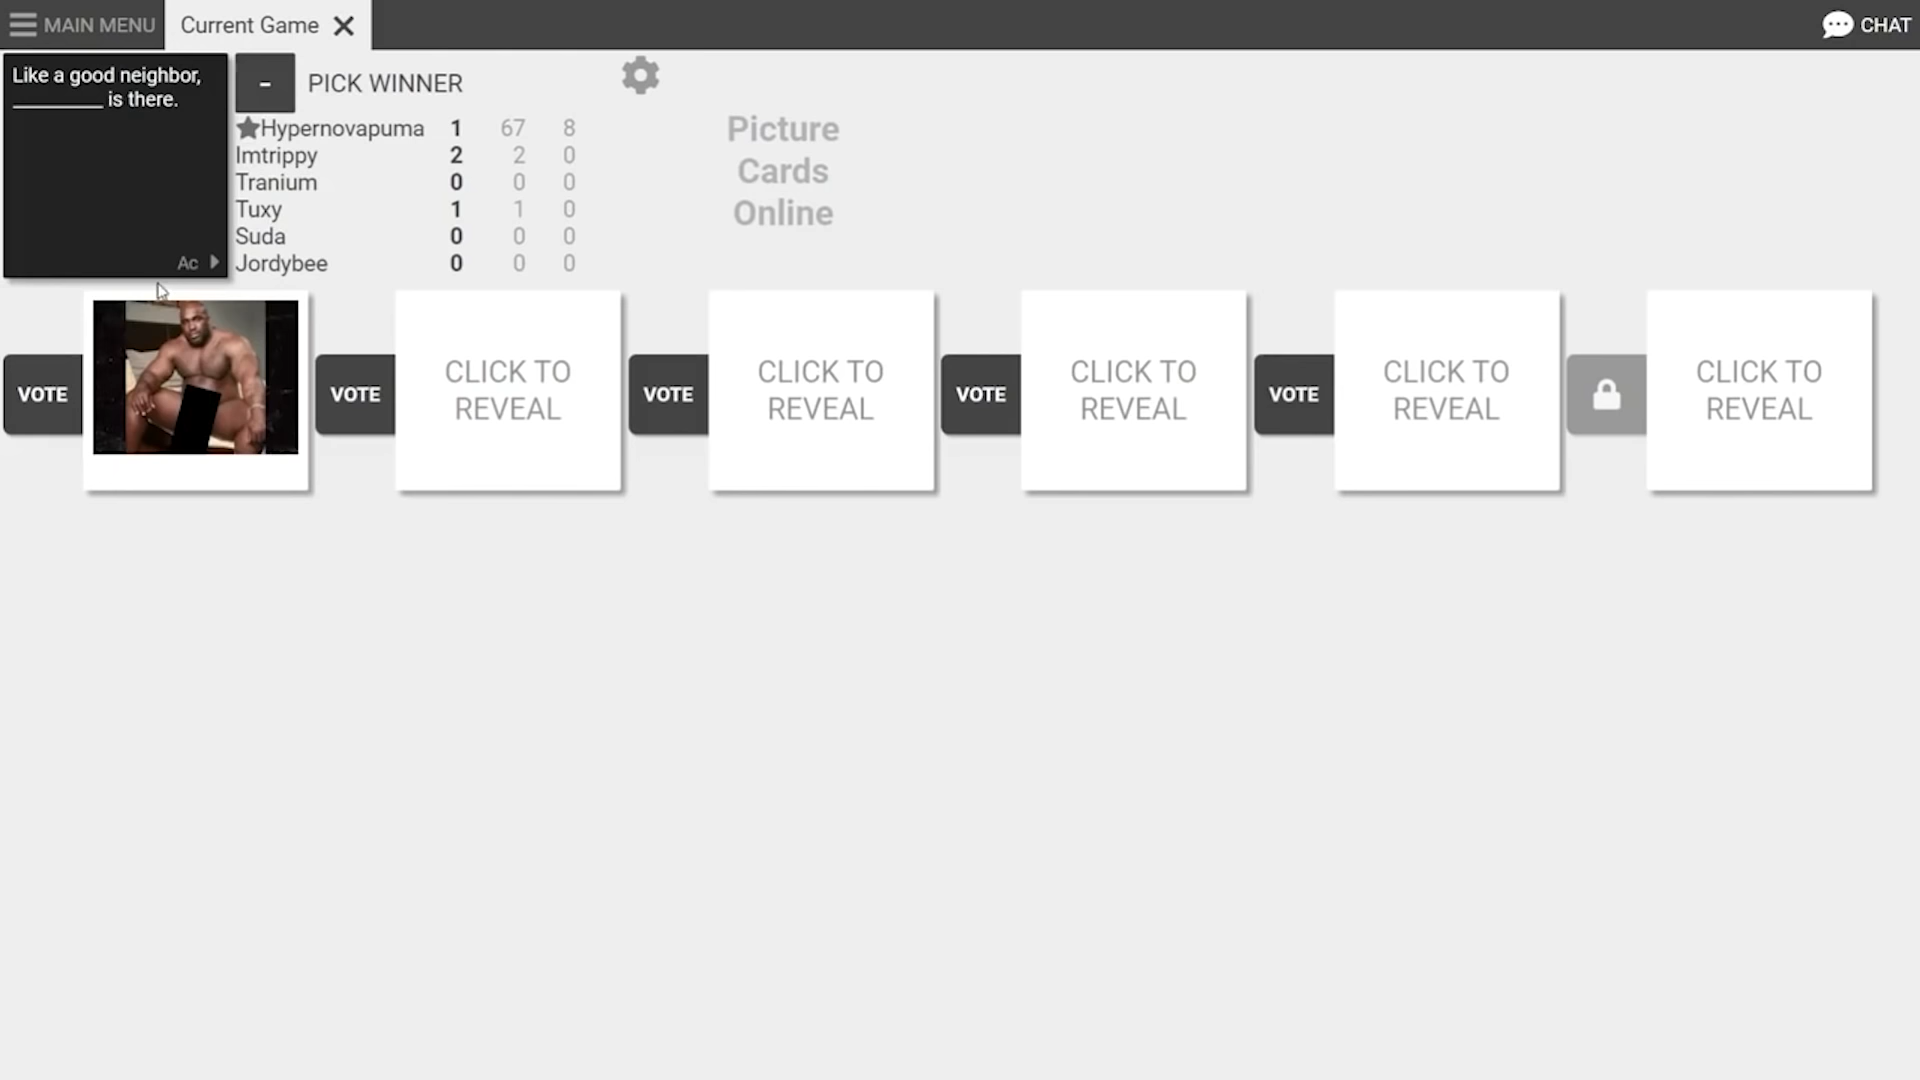 MAIN MENU
Current Game
CHAT
Like a good neighbor,
_________ is there.
Ac
-
PICK WINNER
Hypernovapuma 1 67 8
Imtrippy 2 2 0
Tranium 0 0 0
Tuxy 1 1 0
Suda 0 0 0
Jordybee 0 0 0
Picture
Cards
Online
VOTE
VOTE
CLICK TO
REVEAL
VOTE
CLICK TO
REVEAL
VOTE
CLICK TO
REVEAL
VOTE
CLICK TO
REVEAL
CLICK TO
REVEAL